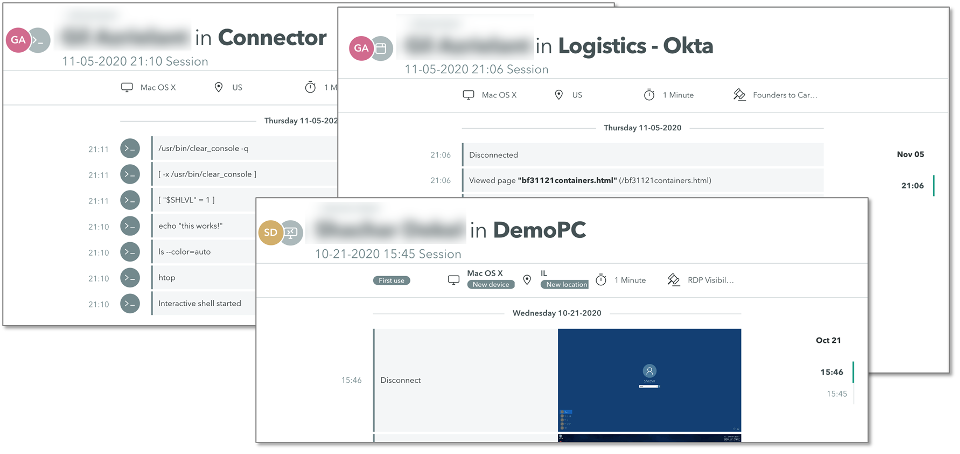 GA >_ in Connector
11-05-2020 21:10 Session
Mac OS X US 1 M
Thursday 11-05-202
21:11 >_ /usr/bin/clear_console -q
21:11 >_ [ -x /usr/bin/clear_console ]
21:11 >_ [ "$SHLVL" = 1 ]
21:10 >_ echo "this works!"
21:10 >_ ls --color=auto
21:10 >_ htop
21:10 >_ Interactive shell started
GA in Logistics - Okta
11-05-2020 21:06 Session
Mac OS X US 1 Minute Founders to Car...
Thursday 11-05-2020
21:06 Disconnected
21:06 Viewed page "bf31121containers.html" (/bf31121containers.html)
Nov 05
21:06
SD in DemoPC
10-21-2020 15:45 Session
First use Mac OS X New device IL New location 1 Minute RDP Visibil...
Wednesday 10-21-2020
15:46 Disconnect
Oct 21
15:46
15:45